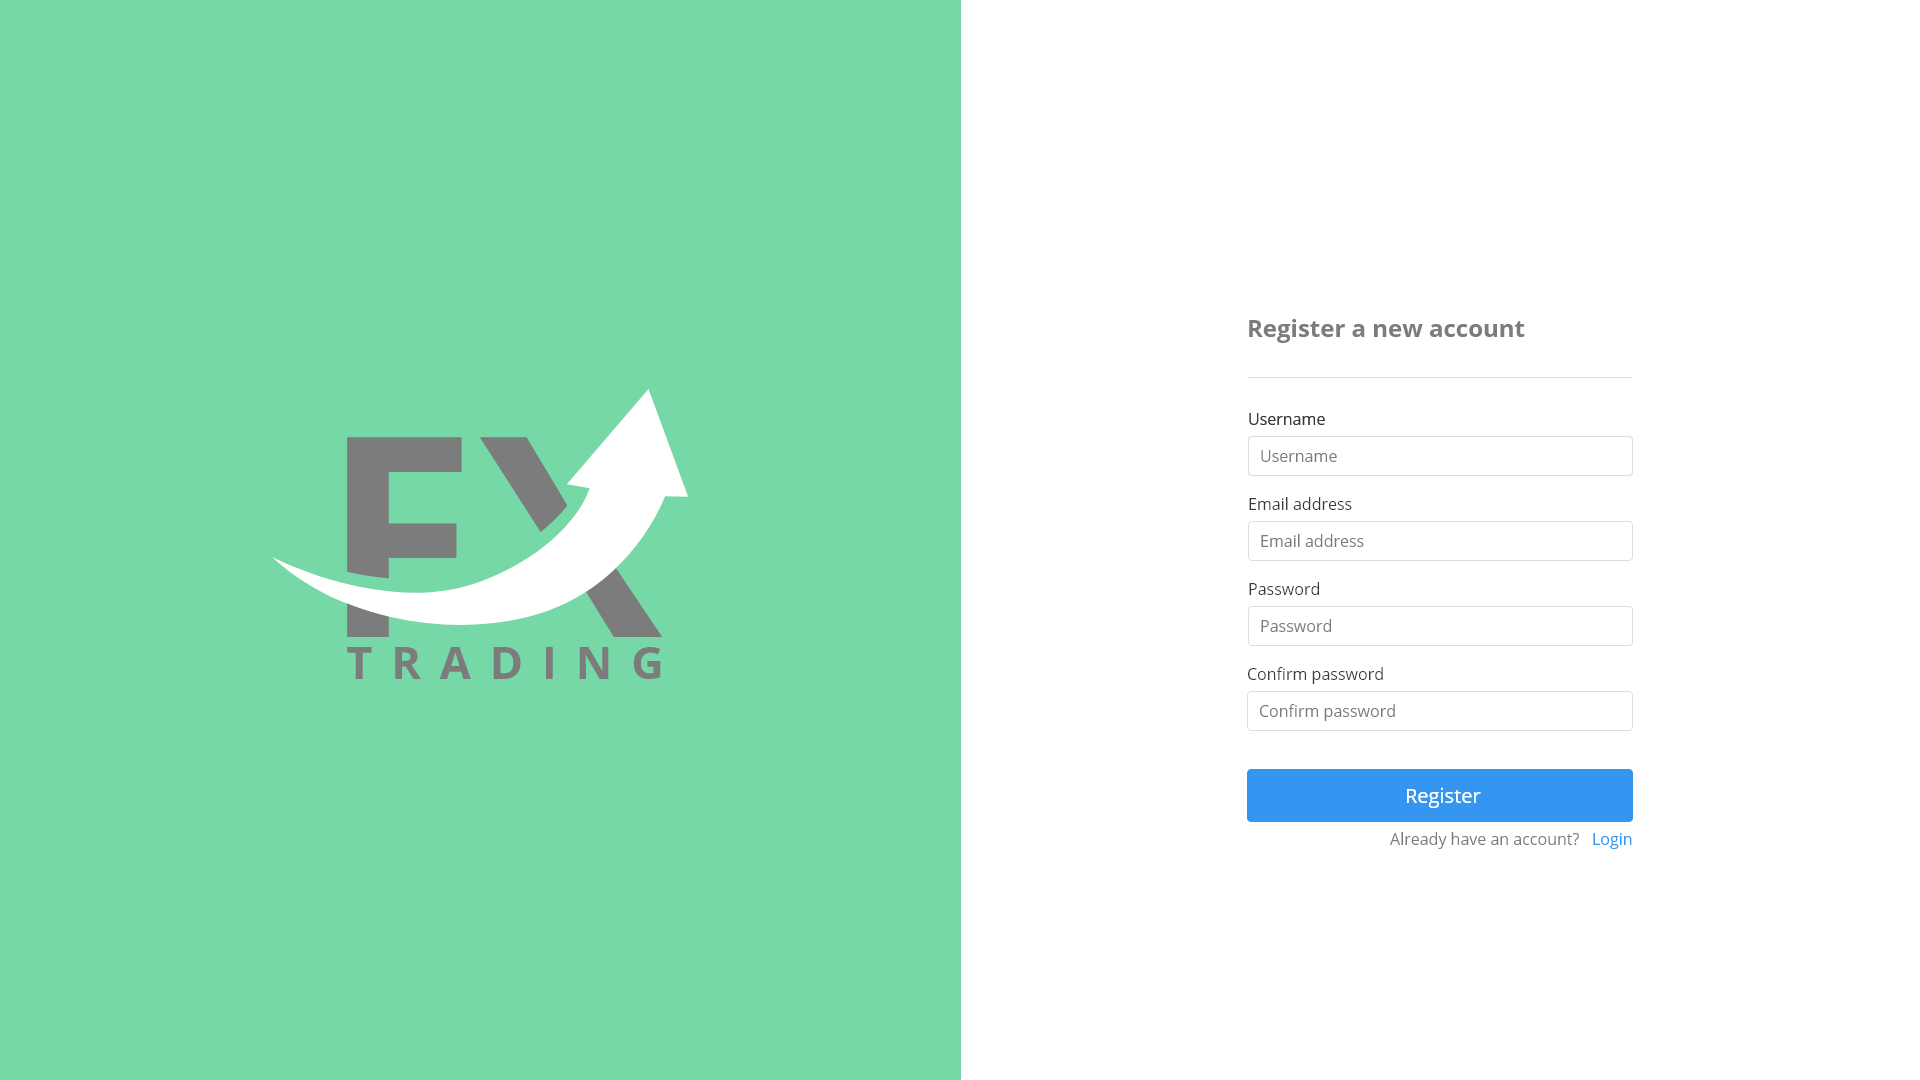 FX
TRADING
Register a new account
Username
Username
Email address
Email address
Password
Password
Confirm password
Confirm password
Register
Already have an account? Login